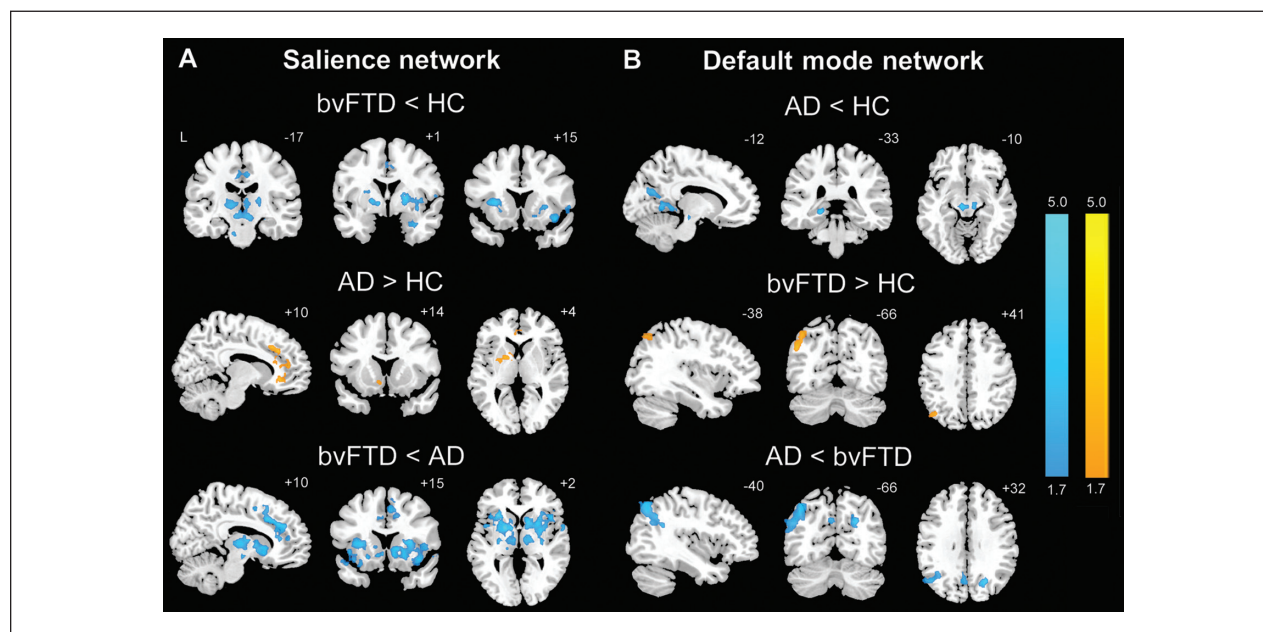 A Salience network
bvFTD < HC
L -17 +1 +15
AD > HC
+10 +14 +4
bvFTD < AD
+10 +15 +2
B Default mode network
AD < HC
-12 -33 -10
bvFTD > HC
-38 -66 +41
AD < bvFTD
-40 -66 +32
5.0 5.0
1.7 1.7